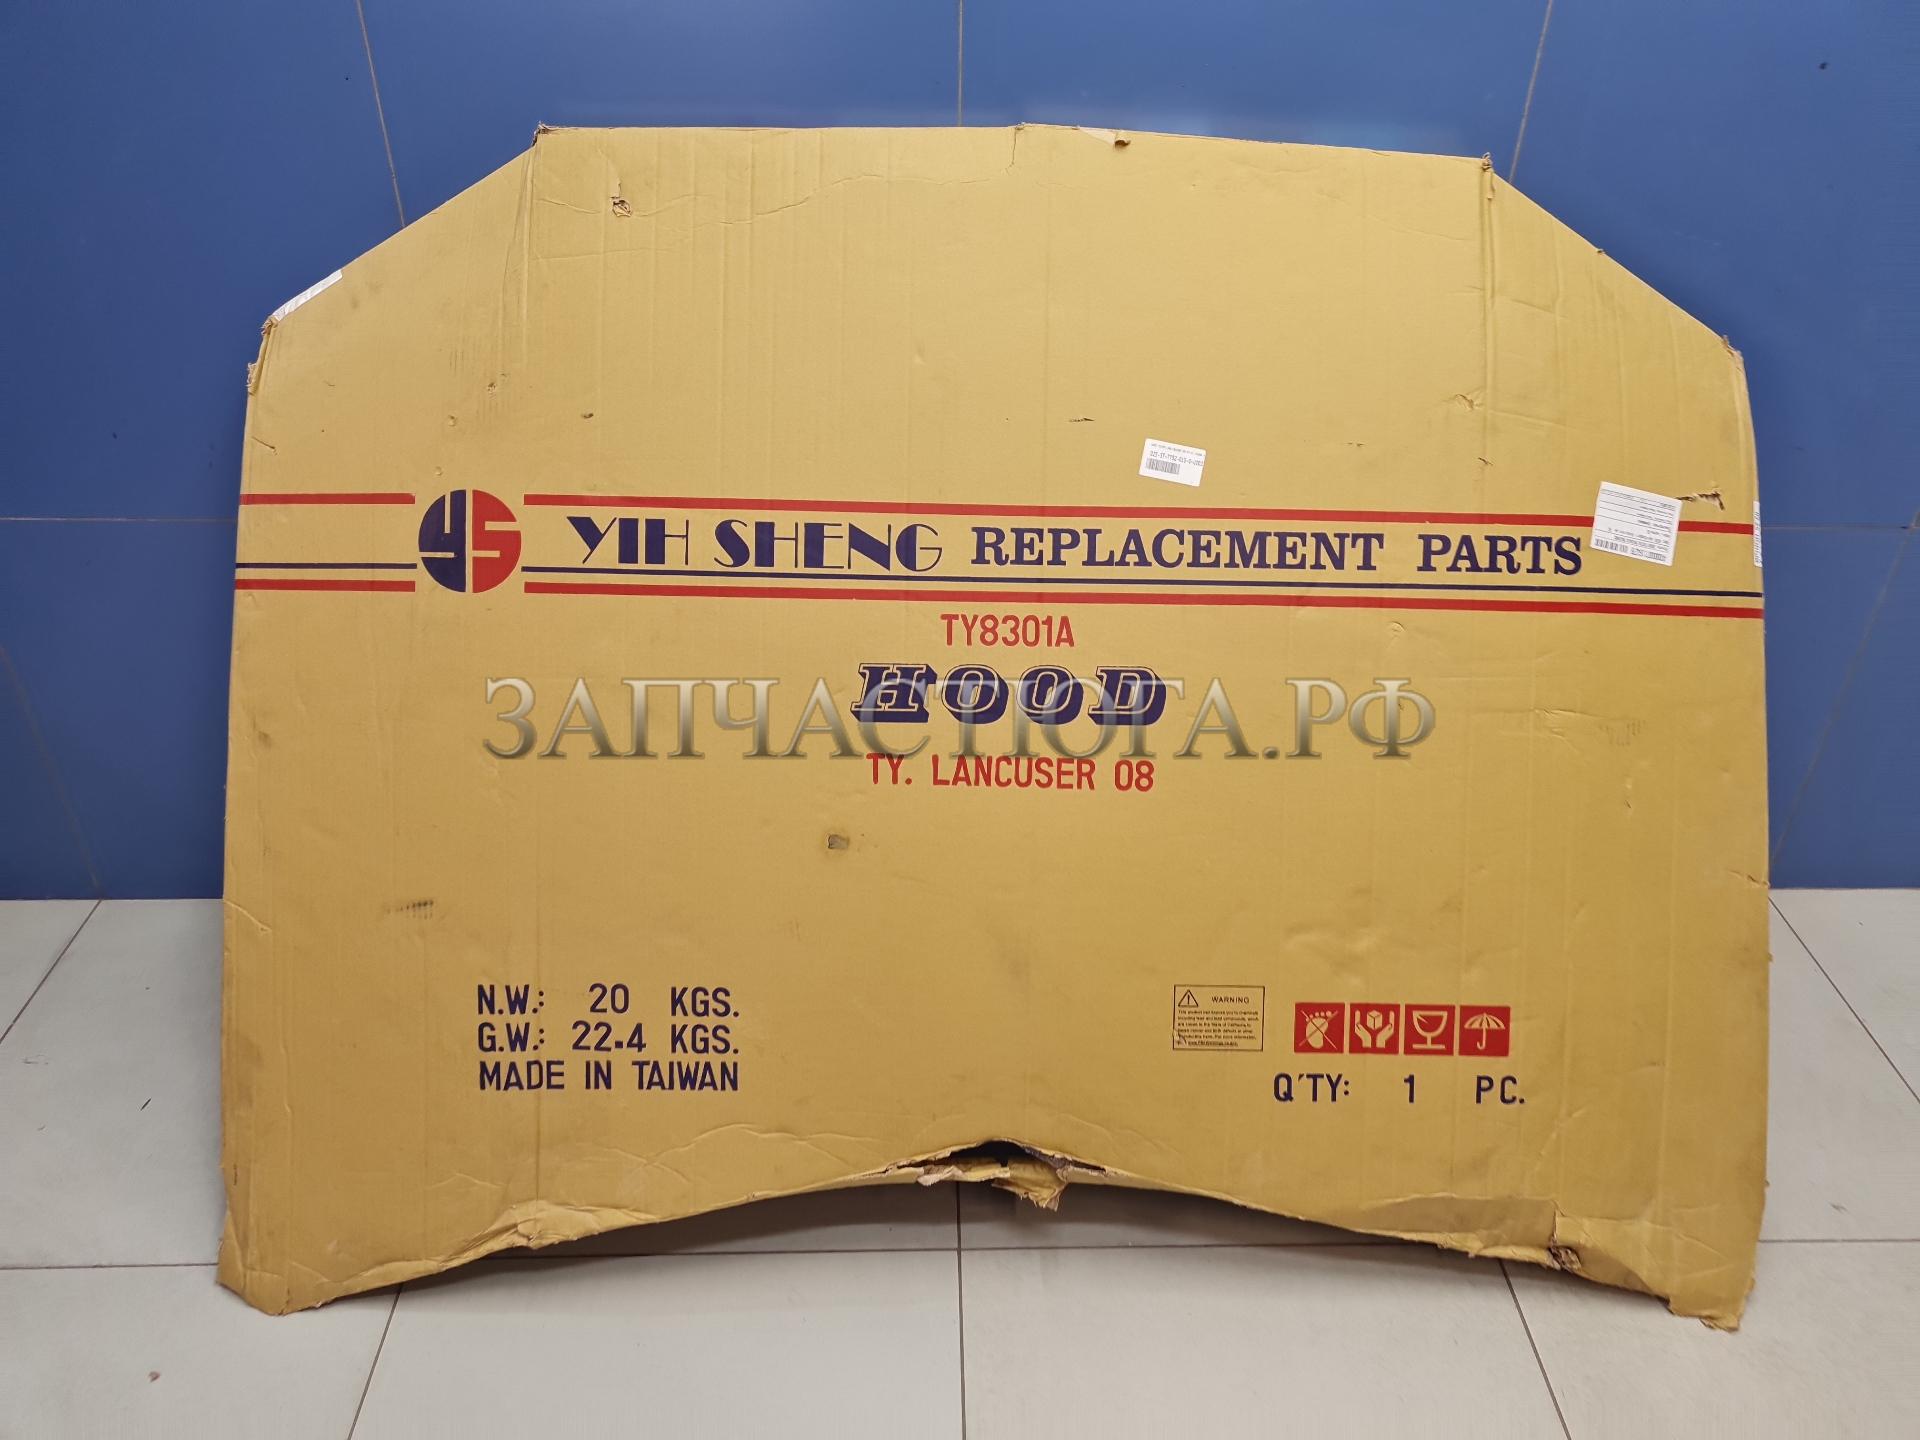 YS YIH SHENG REPLACEMENT PARTS
TY8301A
HOOD
ЗАПЧАСТЮГА.РФ
TY. LANCUSER 08
N.W.: 20 KGS.
G.W.: 22.4 KGS.
MADE IN TAIWAN
WARNING
Q'TY: 1 PC.